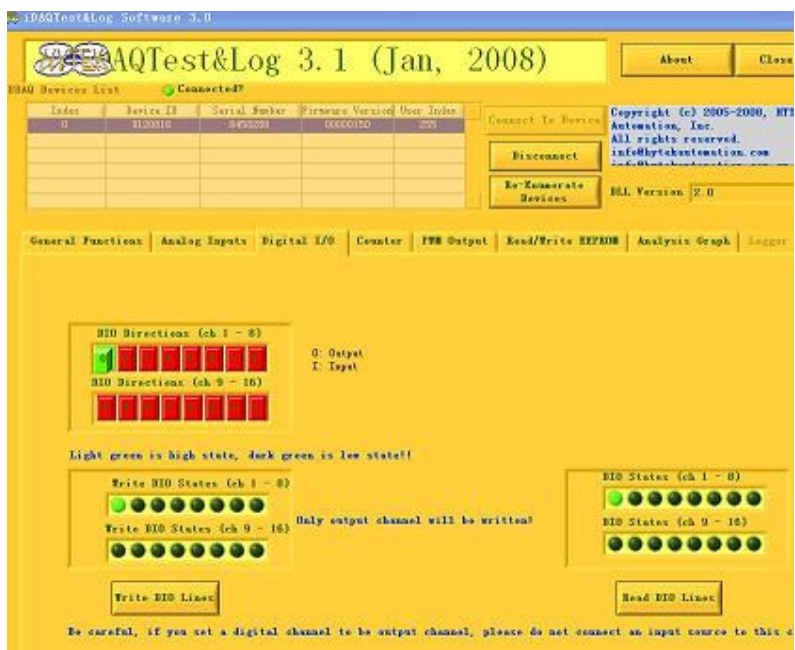 iDAQTest&Log Software 3.0
AQTest&Log 3.1 (Jan, 2008)
About
Close
DAQ Devices List
Connected?
Index Device ID Serial Number Firmware Version User Index
0 255
Connect To Device
Disconnect
Re-Enumerate
Devices
Copyright (c) 2005-2008, HYT
Automation, Inc.
All rights reserved.
info@hytekautomation.com
DLL Version 2.0
General Functions Analog Inputs Digital I/O Counter PWM Output Read/Write EEPROM Analysis Graph Logger
DIO Directions (ch 1 - 8)
DIO Directions (ch 9 - 16)
O: Output
I: Input
Light green is high state, dark green is low state!!
Write DIO States (ch 1 - 8)
Write DIO States (ch 9 - 16)
Only output channel will be written!
DIO States (ch 1 - 8)
DIO States (ch 9 - 16)
Write DIO Lines
Read DIO Lines
Be careful, if you set a digital channel to be output channel, please do not connect an input source to this c